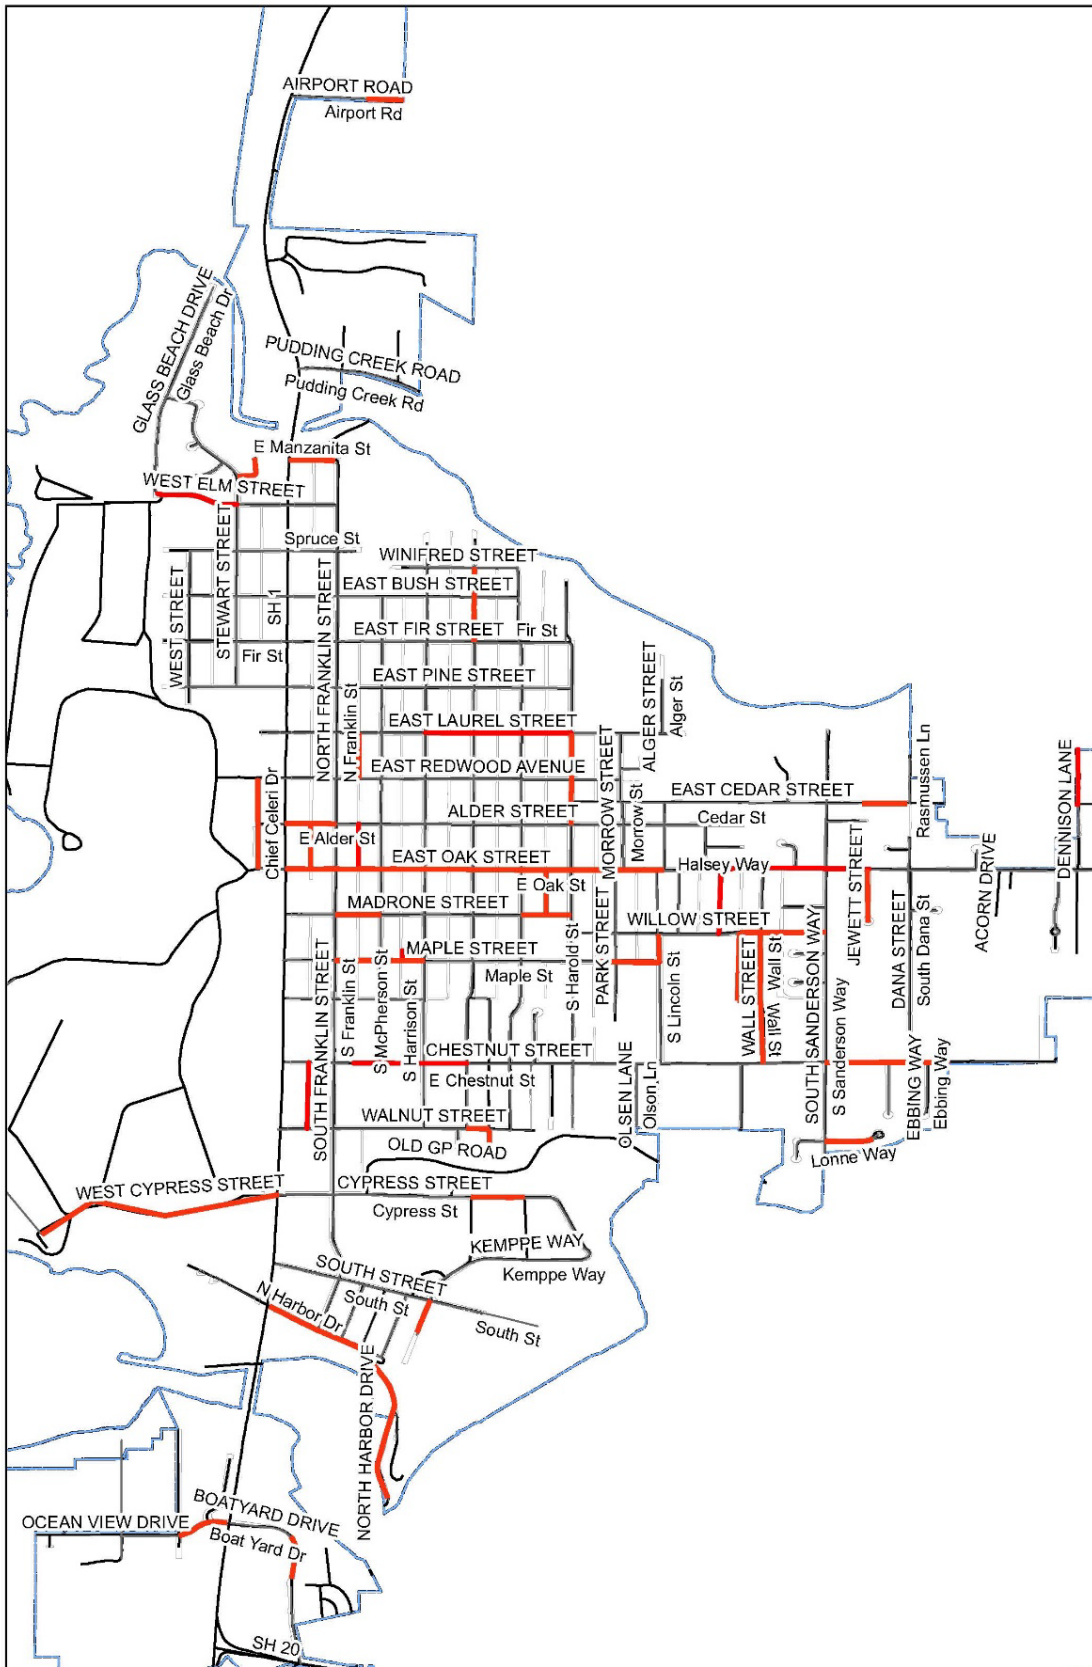 AIRPORT ROAD
Airport Rd
GLASS BEACH DRIVE
Glass Beach Dr
PUDDING CREEK ROAD
Pudding Creek Rd
E Manzanita St
WEST ELM STREET
Spruce St
WINIFRED STREET
EAST BUSH STREET
WEST STREET
STEWART STREET
SH 1
NORTH FRANKLIN STREET
EAST FIR STREET
Fir St
Fir St
EAST PINE STREET
N Franklin St
EAST LAUREL STREET
ALGER STREET
Alger St
EAST REDWOOD AVENUE
MORROW STREET
Morrow St
EAST CEDAR STREET
Cedar St
Rasmussen Ln
DENNISON LANE
Chief Celeri Dr
ALDER STREET
E Alder St
EAST OAK STREET
E Oak St
Halsey Way
JEWETT STREET
ACORN DRIVE
MADRONE STREET
WILLOW STREET
MAPLE STREET
Maple St
S Harold St
PARK STREET
S Lincoln St
WALL STREET
Wall St
Wall St
SOUTH SANDERSON WAY
S Sanderson Way
DANA STREET
South Dana St
SOUTH FRANKLIN STREET
S Franklin St
S McPherson St
S Harrison St
CHESTNUT STREET
E Chestnut St
OLSEN LANE
Olson Ln
EBBING WAY
Ebbing Way
WALNUT STREET
OLD GP ROAD
Lonne Way
WEST CYPRESS STREET
CYPRESS STREET
Cypress St
KEMPPE WAY
Kemppe Way
SOUTH STREET
South St
South St
N Harbor Dr
NORTH HARBOR DRIVE
OCEAN VIEW DRIVE
BOATYARD DRIVE
Boat Yard Dr
SH 20